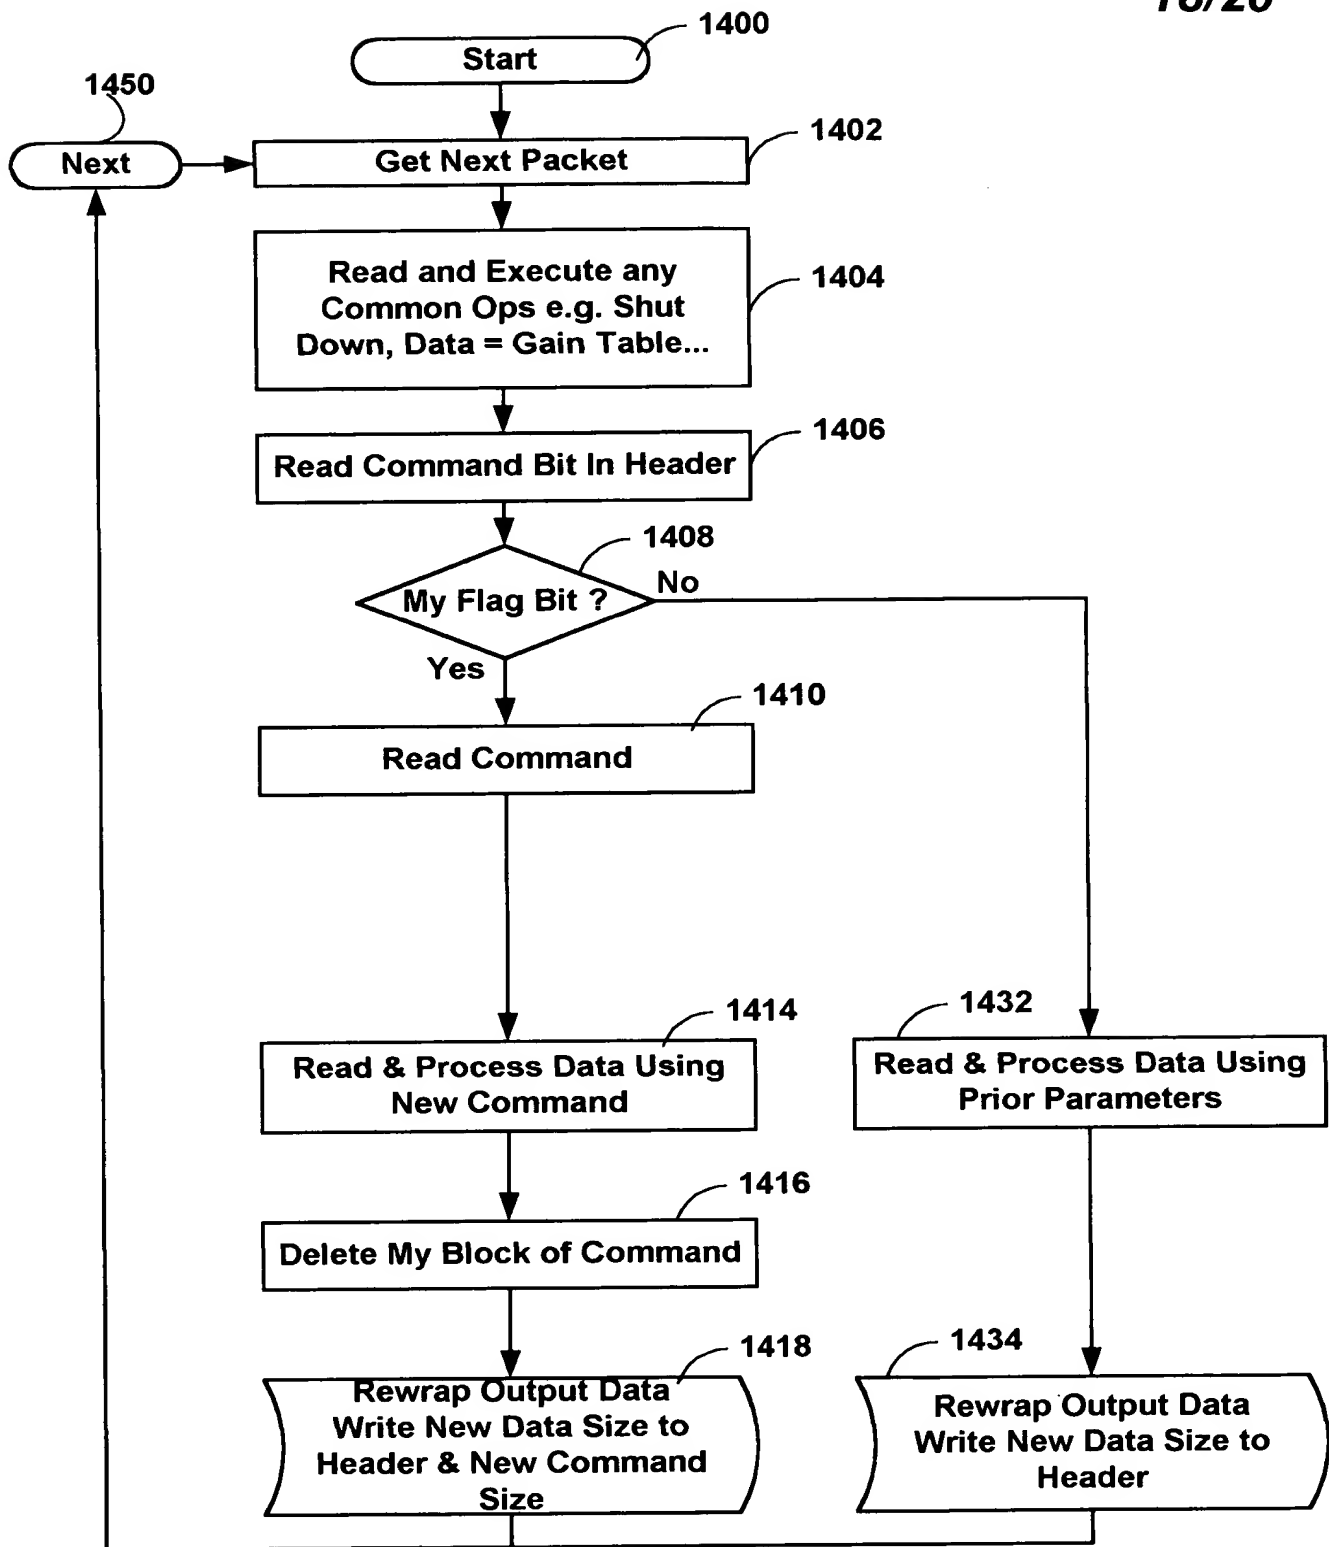 1400
Start
1450
Next
1402
Get Next Packet
Read and Execute any
Common Ops e.g. Shut
Down, Data = Gain Table...
1404
1406
Read Command Bit In Header
1408
My Flag Bit ?
No
Yes
1410
Read Command
1414
Read & Process Data Using
New Command
1432
Read & Process Data Using
Prior Parameters
1416
Delete My Block of Command
1418
Rewrap Output Data
Write New Data Size to
Header & New Command
Size
1434
Rewrap Output Data
Write New Data Size to
Header